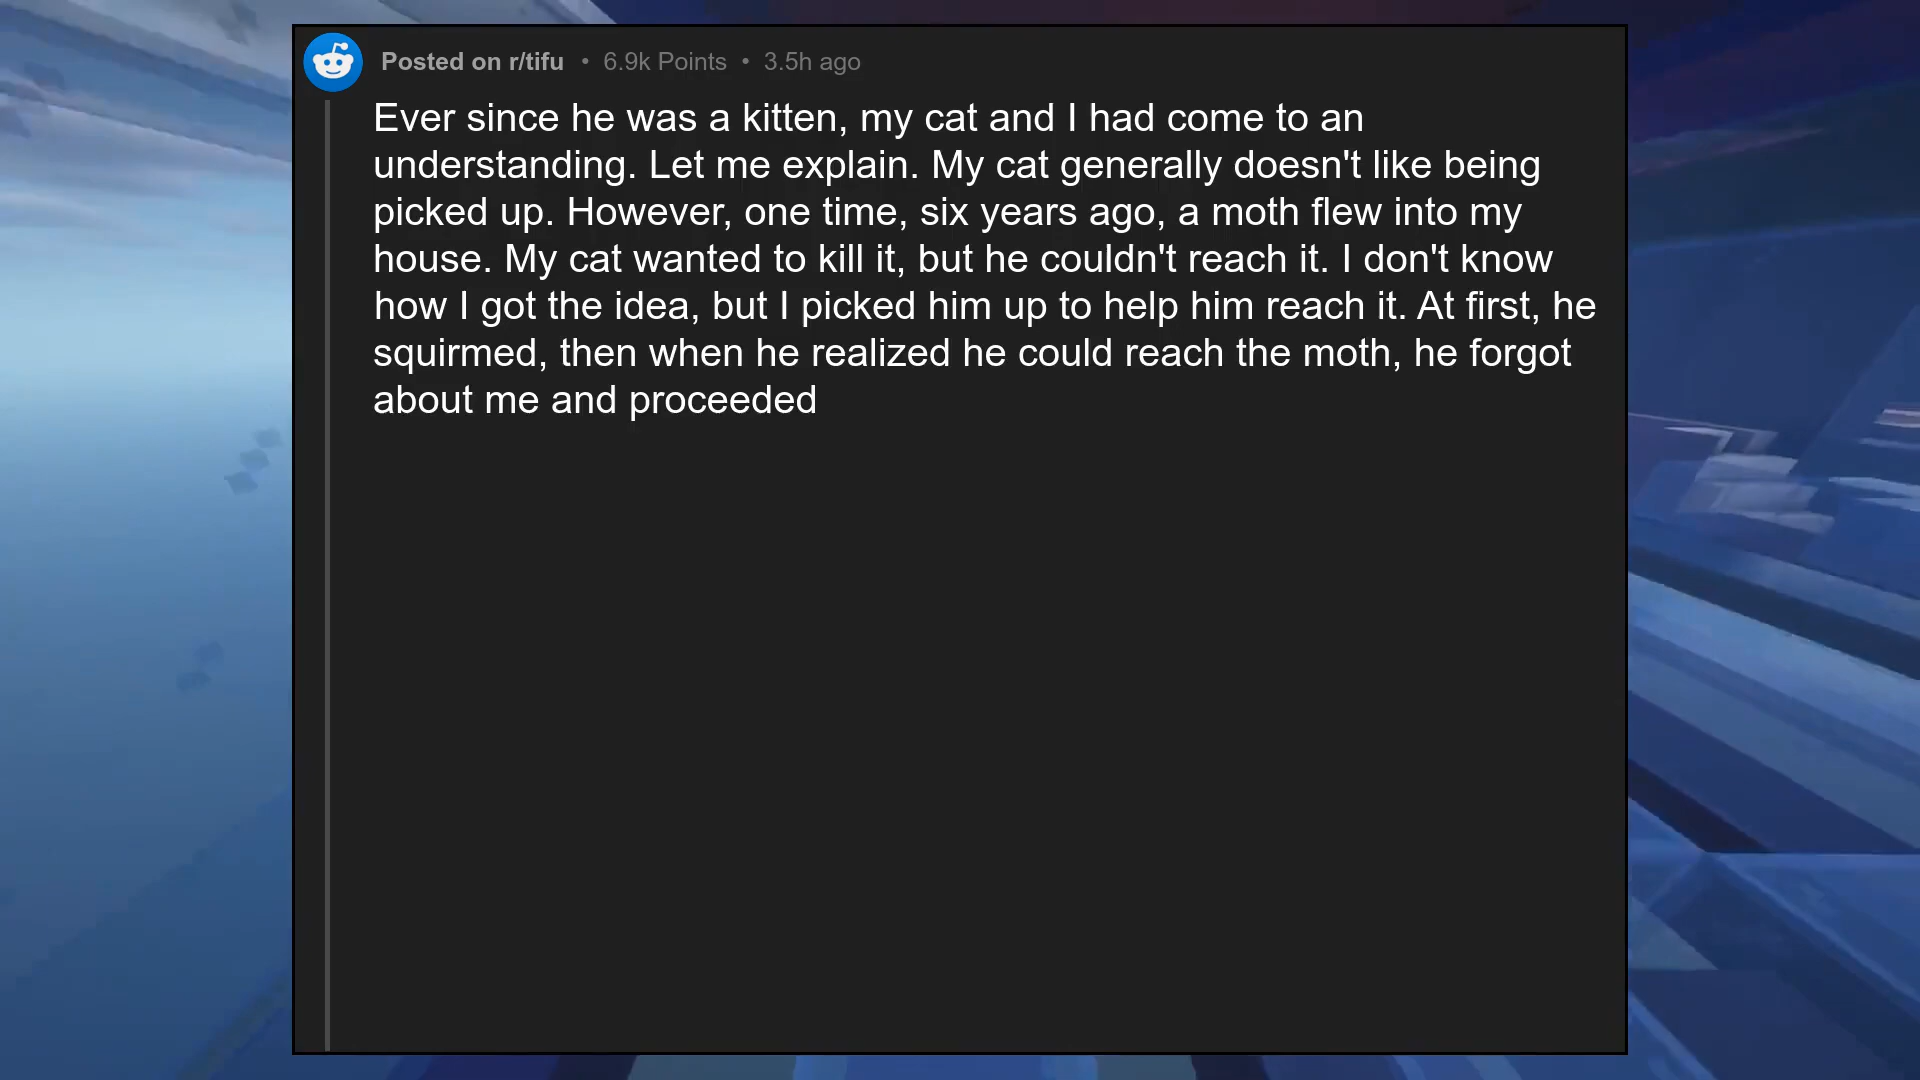 Posted on r/tifu • 6.9k Points • 3.5h ago
Ever since he was a kitten, my cat and I had come to an
understanding. Let me explain. My cat generally doesn't like being
picked up. However, one time, six years ago, a moth flew into my
house. My cat wanted to kill it, but he couldn't reach it. I don't know
how I got the idea, but I picked him up to help him reach it. At first, he
squirmed, then when he realized he could reach the moth, he forgot
about me and proceeded